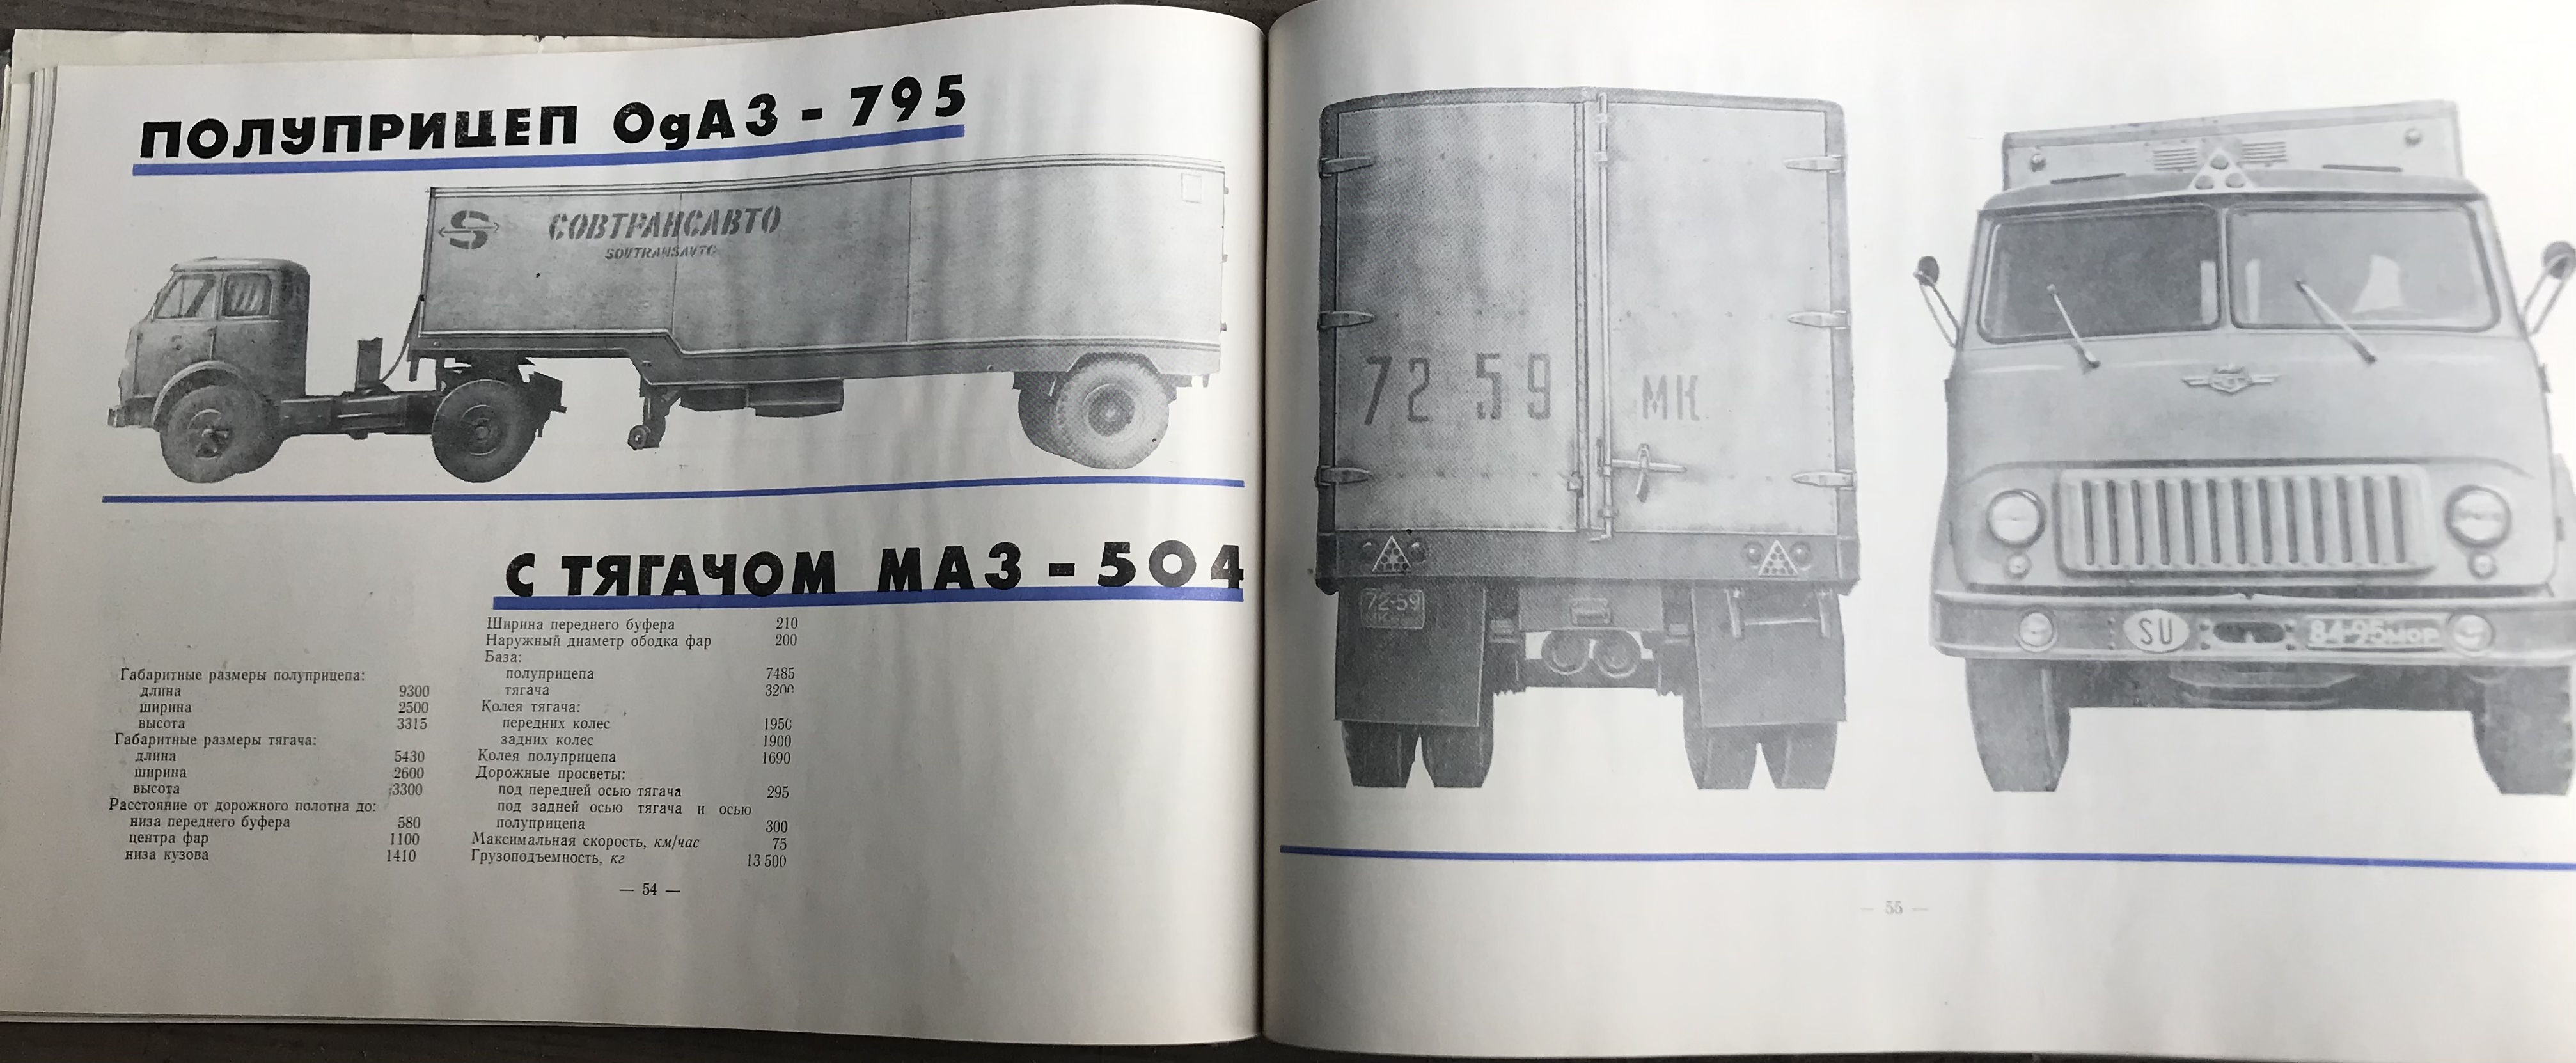 ПОЛУПРИЦЕП ОдАЗ - 795
S
СОВТРАНСАВТО
SOVTRANSAVTO
С ТЯГАЧОМ МАЗ - 504
Габаритные размеры полуприцепа:
длина 9300
ширина 2500
высота 3315
Габаритные размеры тягача:
длина 5430
ширина 2600
высота 3300
Расстояние от дорожного полотна до:
низа переднего буфера 580
центра фар 1100
низа кузова 1410
Ширина переднего буфера 210
Наружный диаметр ободка фар 200
База:
полуприцепа 7485
тягача 3200
Колея тягача:
передних колес 1950
задних колес 1900
Колея полуприцепа 1690
Дорожные просветы:
под передней осью тягача 295
под задней осью тягача и осью
полуприцепа 300
Максимальная скорость, км/час 75
Грузоподъемность, кг 13 500
— 54 —
72 59 МК
72-59
SU
84-95 МОР
— 55 —